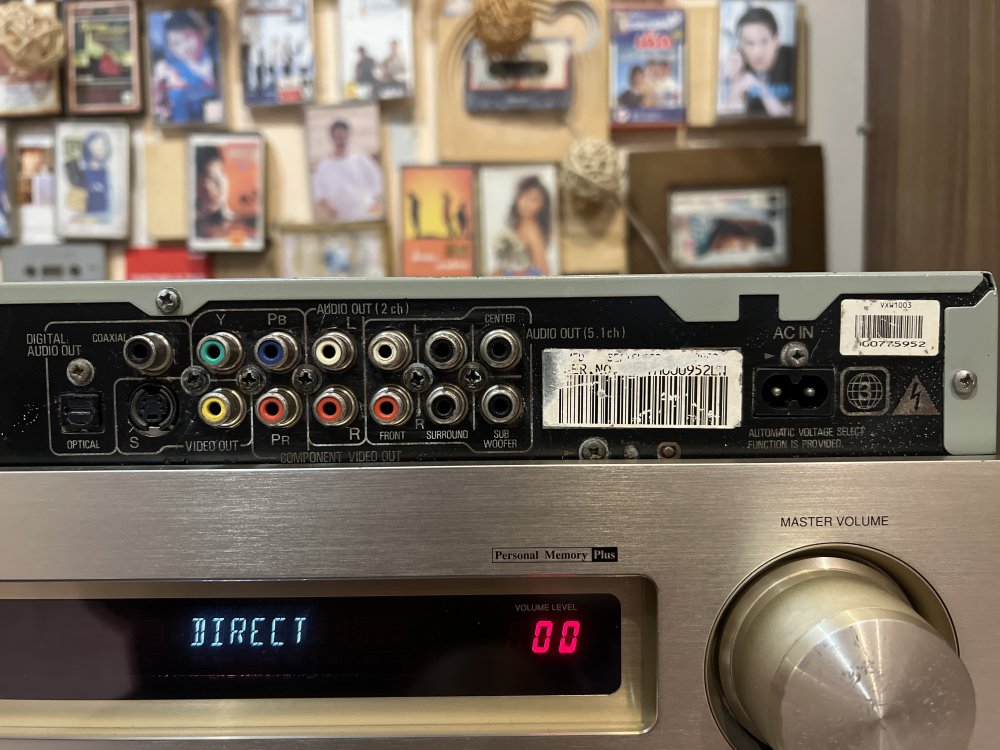 AUDIO OUT (2 ch)
Y PB L CENTER
DIGITAL COAXIAL AUDIO OUT (5.1ch)
AUDIO OUT
VXW1003
AC IN
OPTICAL
S VIDEO OUT R FRONT R SURROUND SUB
WOOFER
PR
COMPONENT VIDEO OUT
AUTOMATIC VOLTAGE SELECT
FUNCTION IS PROVIDED.
MASTER VOLUME
Personal Memory Plus
VOLUME LEVEL
DIRECT 00